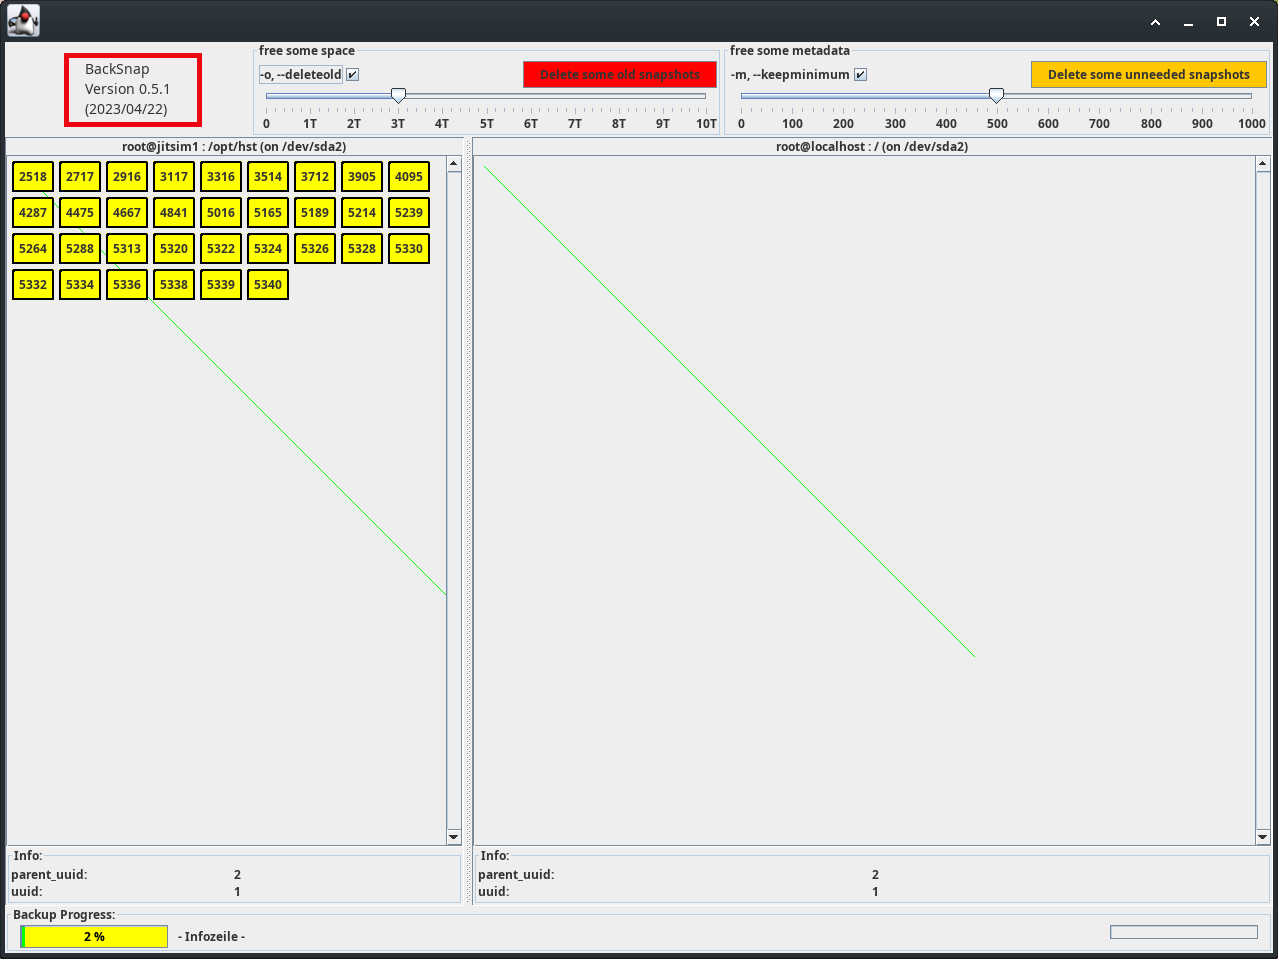 BackSnap
Version 0.5.1
(2023/04/22)
free some space
-o, --deleteold
Delete some old snapshots
0 1T 2T 3T 4T 5T 6T 7T 8T 9T 10T
free some metadata
-m, --keepminimum
Delete some unneeded snapshots
0 100 200 300 400 500 600 700 800 900 1000
root@jitsim1 : /opt/hst (on /dev/sda2)
2518 2717 2916 3117 3316 3514 3712 3905 4095
4287 4475 4667 4841 5016 5165 5189 5214 5239
5264 5288 5313 5320 5322 5324 5326 5328 5330
5332 5334 5336 5338 5339 5340
Info:
parent_uuid: 2
uuid: 1
root@localhost : / (on /dev/sda2)
Info:
parent_uuid: 2
uuid: 1
Backup Progress:
2 % - Infozeile -